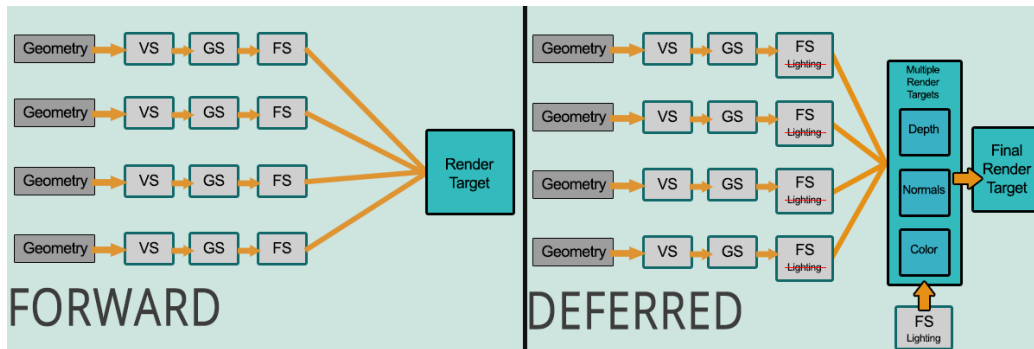 Geometry
VS
GS
FS
Geometry
VS
GS
FS
Geometry
VS
GS
FS
Geometry
VS
GS
FS
Render
Target
FORWARD
Geometry
VS
GS
FS
Lighting
Geometry
VS
GS
FS
Lighting
Geometry
VS
GS
FS
Lighting
Geometry
VS
GS
FS
Lighting
Multiple
Render
Targets
Depth
Normals
Color
Final
Render
Target
FS
Lighting
DEFERRED